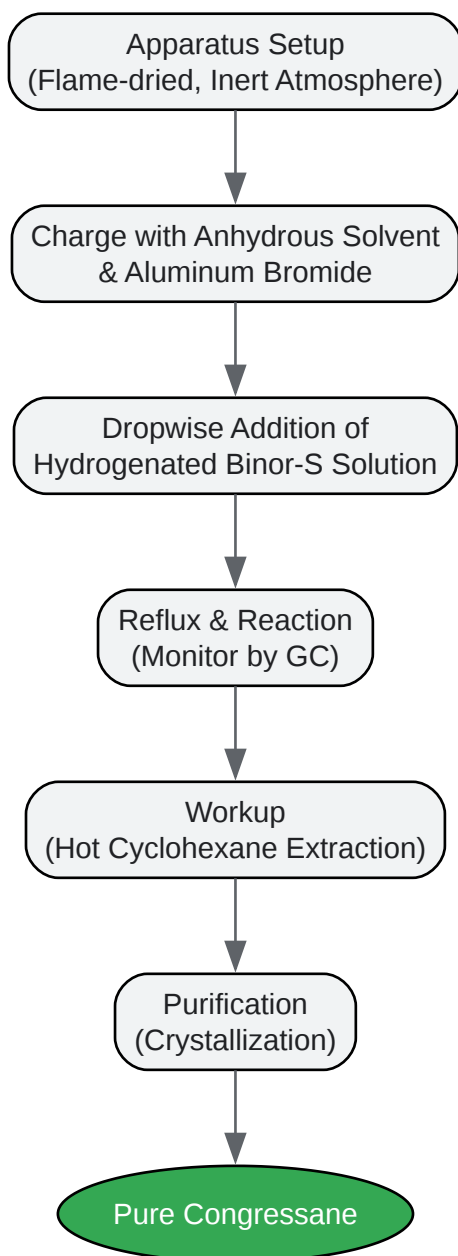 Apparatus Setup
(Flame-dried, Inert Atmosphere)
Charge with Anhydrous Solvent
& Aluminum Bromide
Dropwise Addition of
Hydrogenated Binor-S Solution
Reflux & Reaction
(Monitor by GC)
Workup
(Hot Cyclohexane Extraction)
Purification
(Crystallization)
Pure Congressane